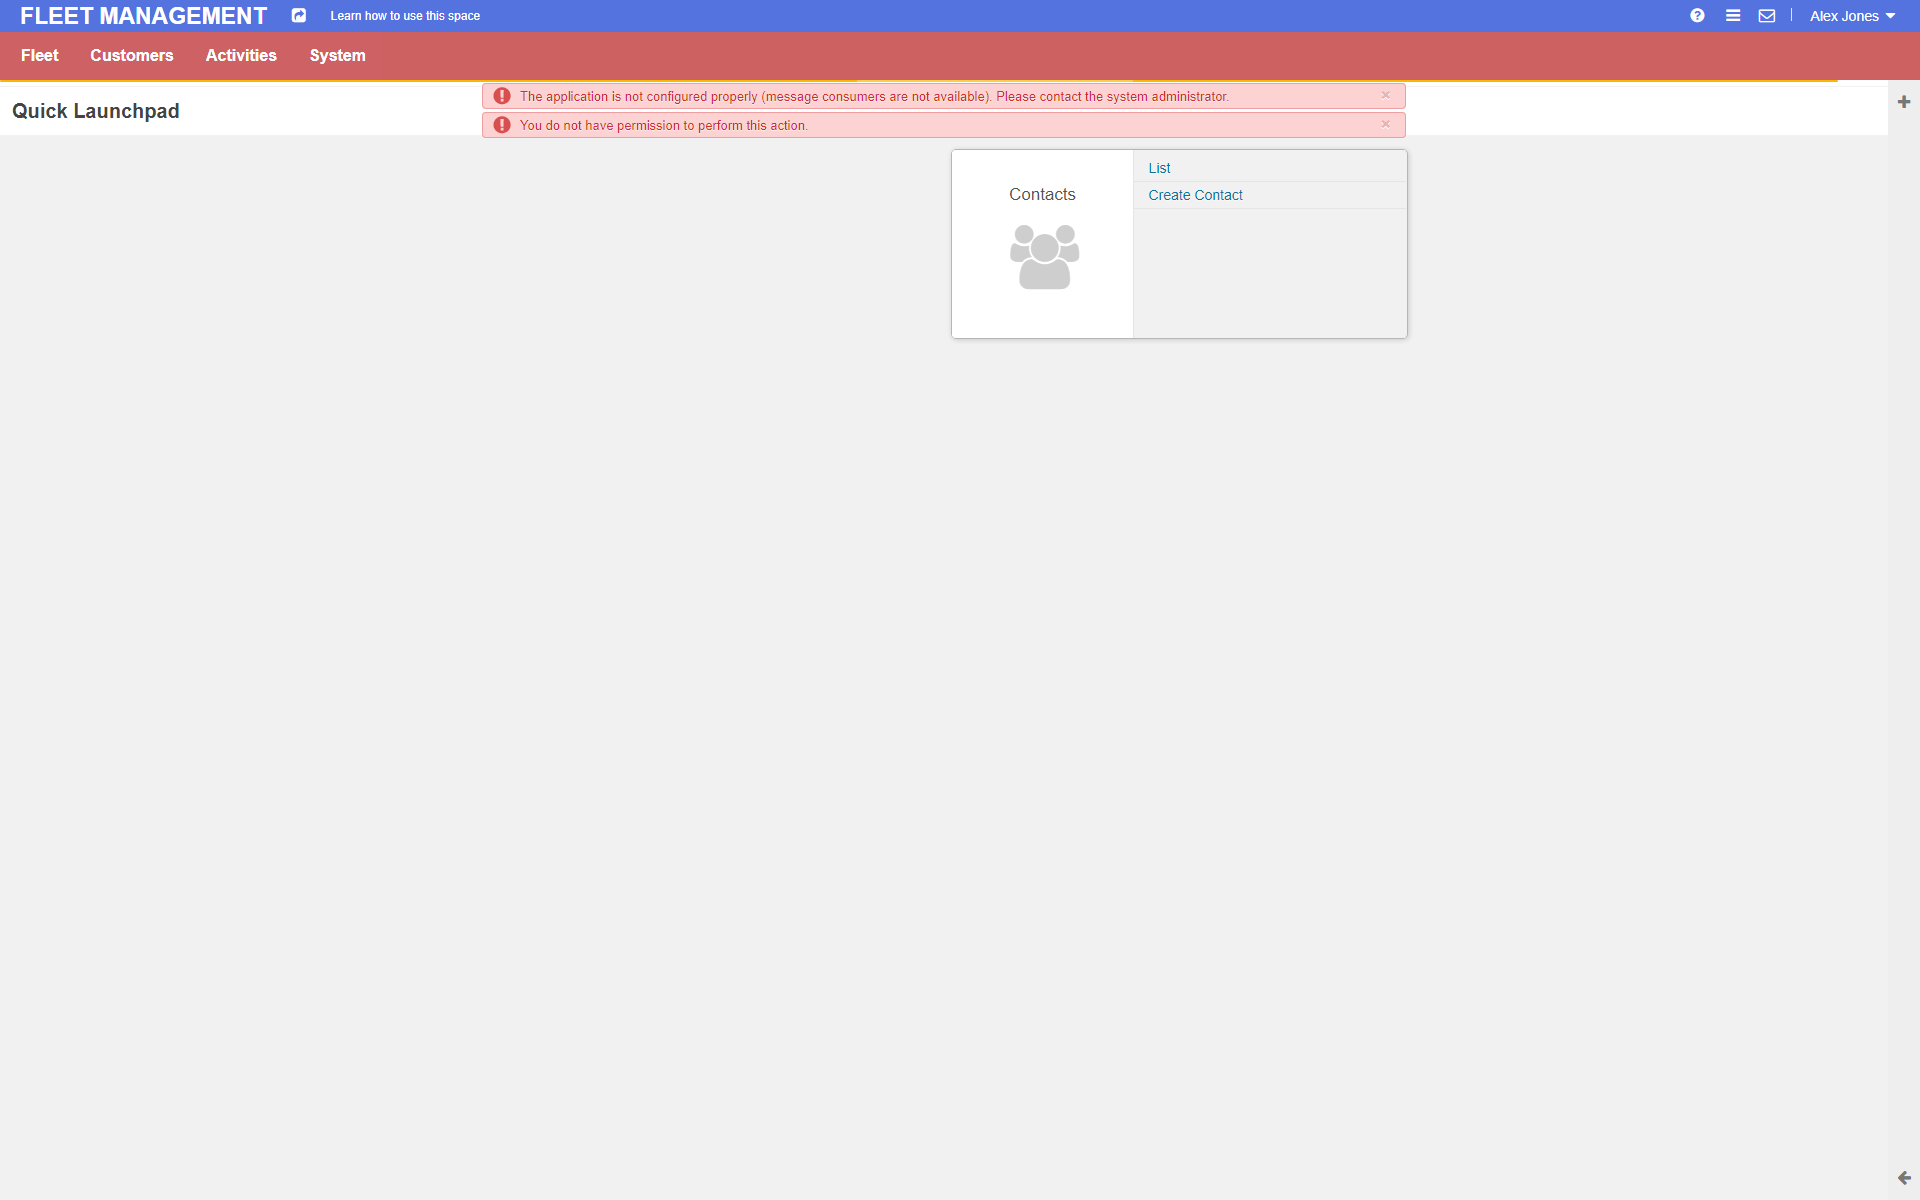 FLEET MANAGEMENT
Learn how to use this space
Alex Jones
Fleet
Customers
Activities
System
Quick Launchpad
The application is not configured properly (message consumers are not available). Please contact the system administrator.
You do not have permission to perform this action.
Contacts
List
Create Contact